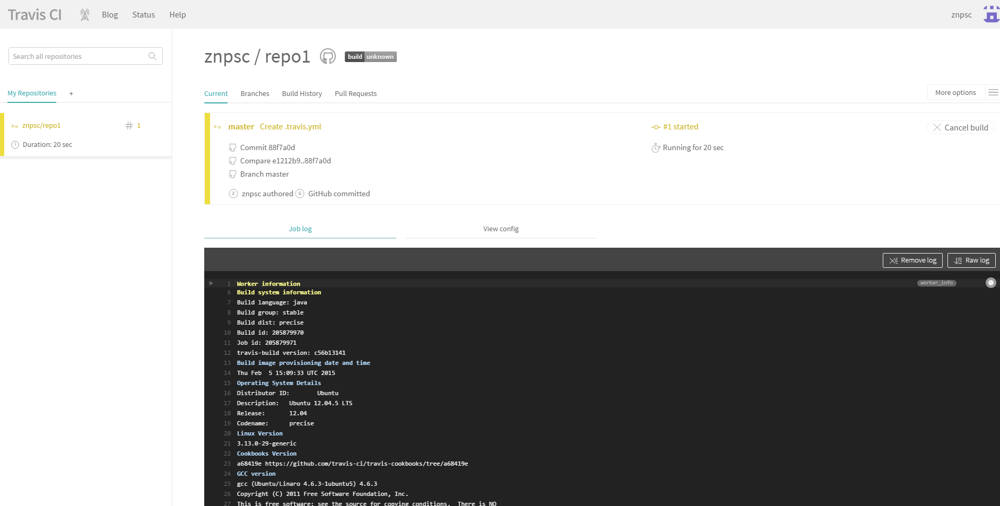 Travis CI
Blog
Status
Help
znpsc
Search all repositories
My Repositories
+
znpsc/repo1
# 1
Duration: 20 sec
znpsc / repo1
build unknown
Current
Branches
Build History
Pull Requests
More options
master Create .travis.yml
Commit 88f7a0d
Compare e1212b9..88f7a0d
Branch master
Z znpsc authored G GitHub committed
#1 started
Running for 20 sec
Cancel build
Job log
View config
Remove log
Raw log
1 Worker information
worker_info
6 Build system information
7 Build language: java
8 Build group: stable
9 Build dist: precise
10 Build id: 205879970
11 Job id: 205879971
12 travis-build version: c56b13141
13 Build image provisioning date and time
14 Thu Feb  5 15:09:33 UTC 2015
15 Operating System Details
16 Distributor ID: Ubuntu
17 Description: Ubuntu 12.04.5 LTS
18 Release: 12.04
19 Codename: precise
20 Linux Version
21 3.13.0-29-generic
22 Cookbooks Version
23 a68419e https://github.com/travis-ci/travis-cookbooks/tree/a68419e
24 GCC version
25 gcc (Ubuntu/Linaro 4.6.3-1ubuntu5) 4.6.3
26 Copyright (C) 2011 Free Software Foundation, Inc.
27 This is free software; see the source for copying conditions.  There is NO